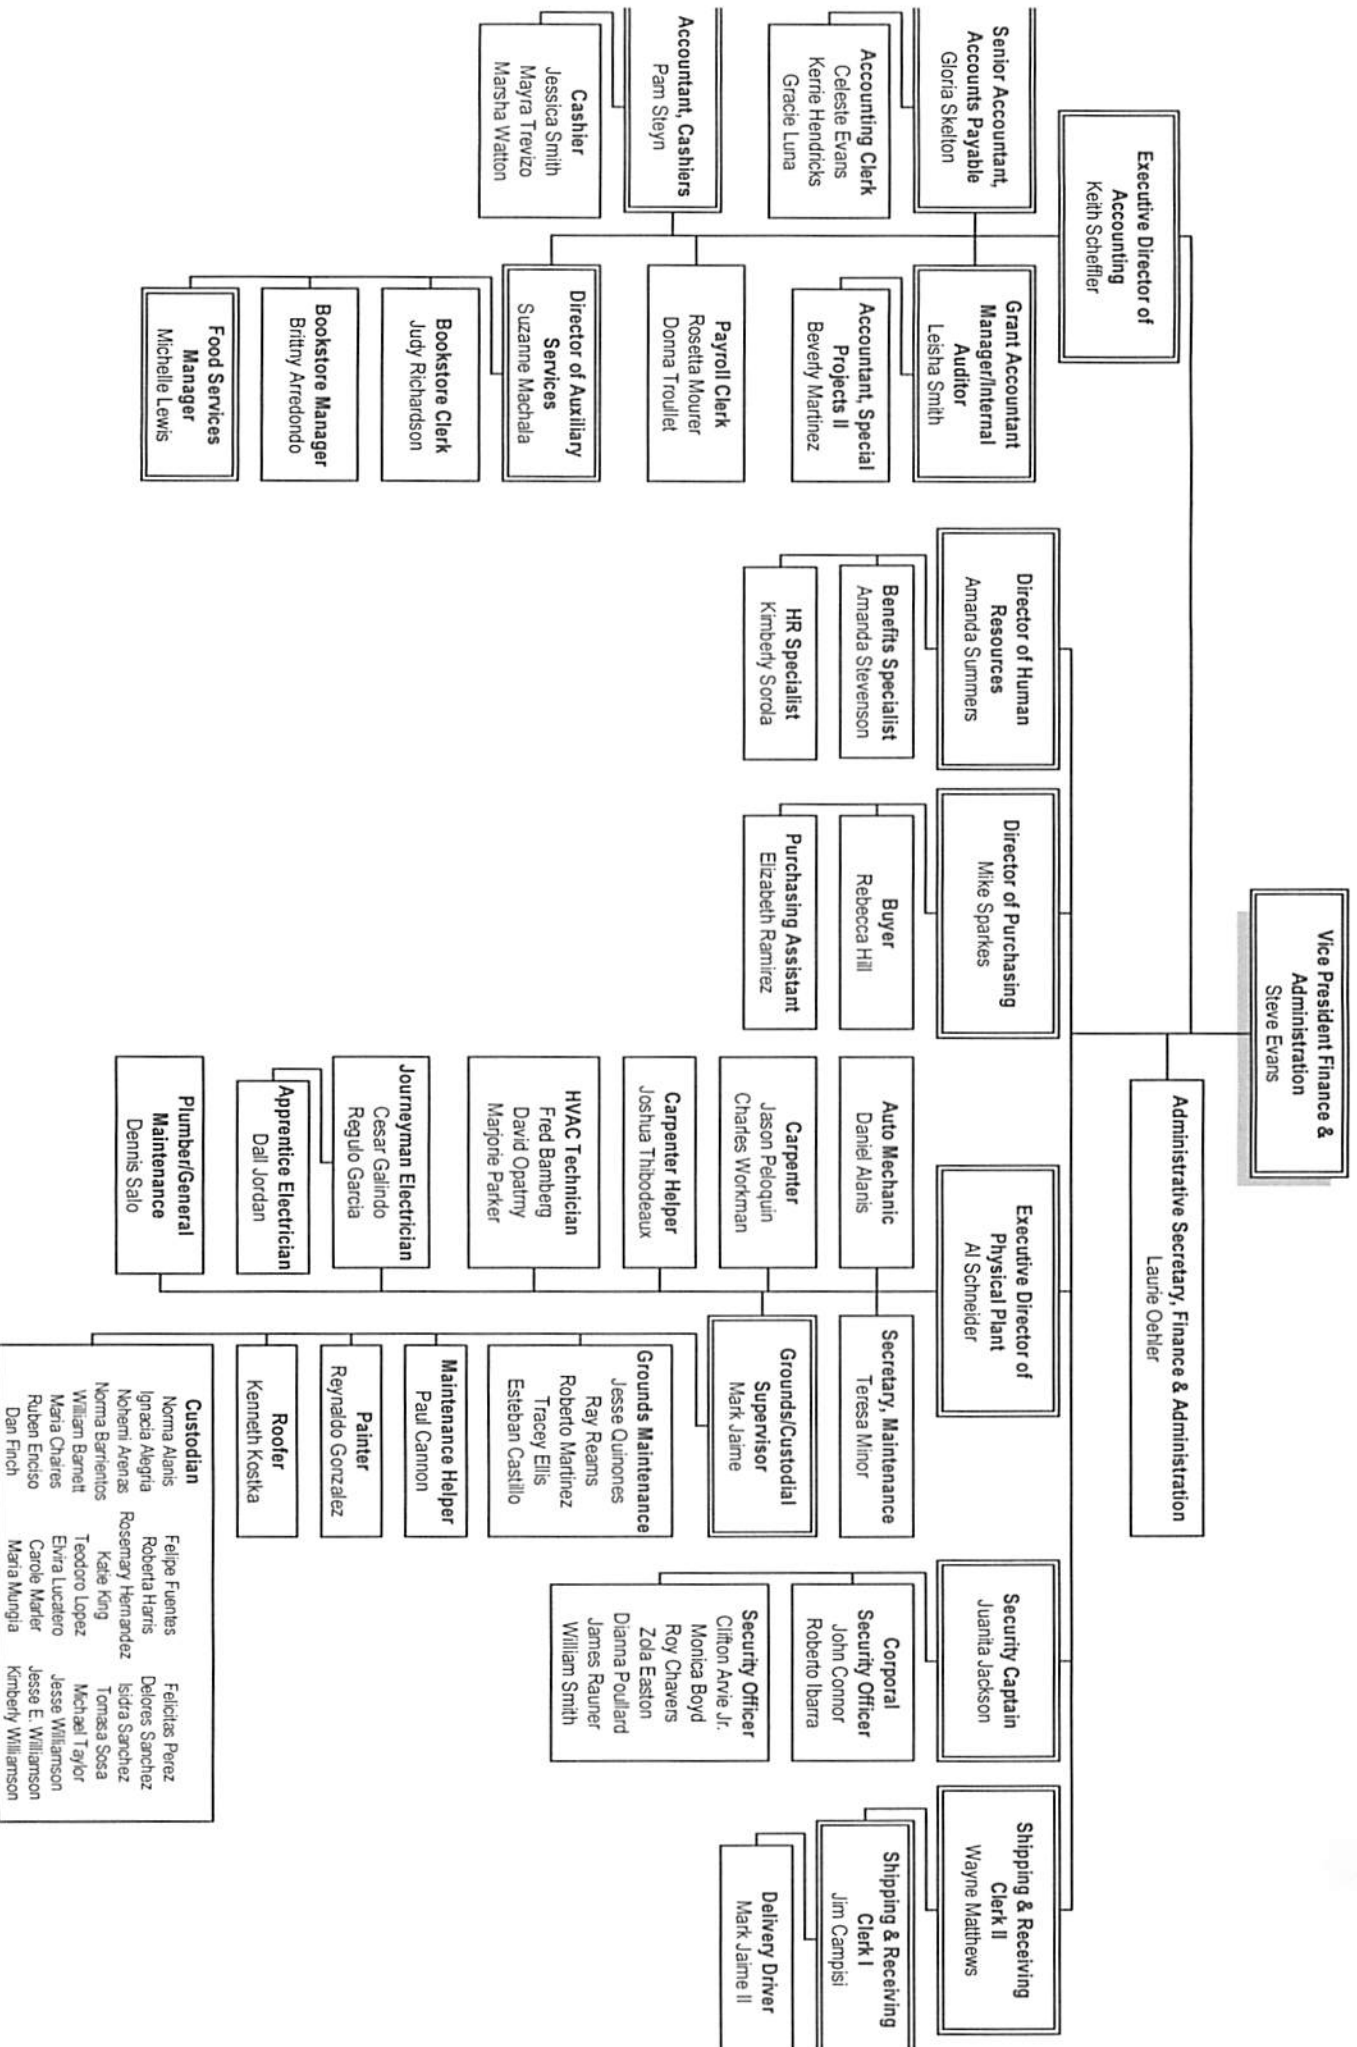 Vice President Finance &
Administration
Steve Evans
Administrative Secretary, Finance & Administration
Laurie Oehler
Executive Director of
Accounting
Keith Scheffler
Senior Accountant,
Accounts Payable
Gloria Skelton
Accounting Clerk
Celeste Evans
Kerrie Hendricks
Gracie Luna
Accountant, Cashiers
Pam Steyn
Cashier
Jessica Smith
Mayra Trevizo
Marsha Watton
Grant Accountant
Manager/Internal
Auditor
Leisha Smith
Accountant, Special
Projects II
Beverly Martinez
Payroll Clerk
Rosetta Mourer
Donna Troullet
Director of Auxiliary
Services
Suzanne Machala
Bookstore Clerk
Judy Richardson
Bookstore Manager
Brittny Arredondo
Food Services
Manager
Michelle Lewis
Director of Human
Resources
Amanda Summers
Benefits Specialist
Amanda Stevenson
HR Specialist
Kimberly Sorola
Director of Purchasing
Mike Sparkes
Buyer
Rebecca Hill
Purchasing Assistant
Elizabeth Ramirez
Executive Director of
Physical Plant
Al Schneider
Auto Mechanic
Daniel Alanis
Carpenter
Jason Peloquin
Charles Workman
Carpenter Helper
Joshua Thibodeaux
HVAC Technician
Fred Bamberg
David Opatrny
Marjorie Parker
Journeyman Electrician
Cesar Galindo
Regulo Garcia
Apprentice Electrician
Dall Jordan
Plumber/General
Maintenance
Dennis Salo
Secretary, Maintenance
Teresa Minor
Grounds/Custodial
Supervisor
Mark Jaime
Grounds Maintenance
Jesse Quinones
Ray Reams
Roberto Martinez
Tracey Ellis
Esteban Castillo
Maintenance Helper
Paul Cannon
Painter
Reynaldo Gonzalez
Roofer
Kenneth Kostka
Custodian
Norma Alanis Felipe Fuentes Felicitas Perez
Ignacia Alegria Roberta Harris Delores Sanchez
Nohemi Arenas Rosemary Hernandez Isidra Sanchez
Norma Barrientos Katie King Tomasa Sosa
William Barnett Teodoro Lopez Michael Taylor
Maria Chaires Elvira Lucatero Jesse Williamson
Ruben Enciso Carole Marler Jesse E. Williamson
Dan Finch Maria Mungia Kimberly Williamson
Security Captain
Juanita Jackson
Corporal
Security Officer
John Connor
Roberto Ibarra
Security Officer
Clifton Arvie Jr.
Monica Boyd
Roy Chavers
Zola Easton
Dianna Poullard
James Rauner
William Smith
Shipping & Receiving
Clerk II
Wayne Matthews
Shipping & Receiving
Clerk I
Jim Campisi
Delivery Driver
Mark Jaime II